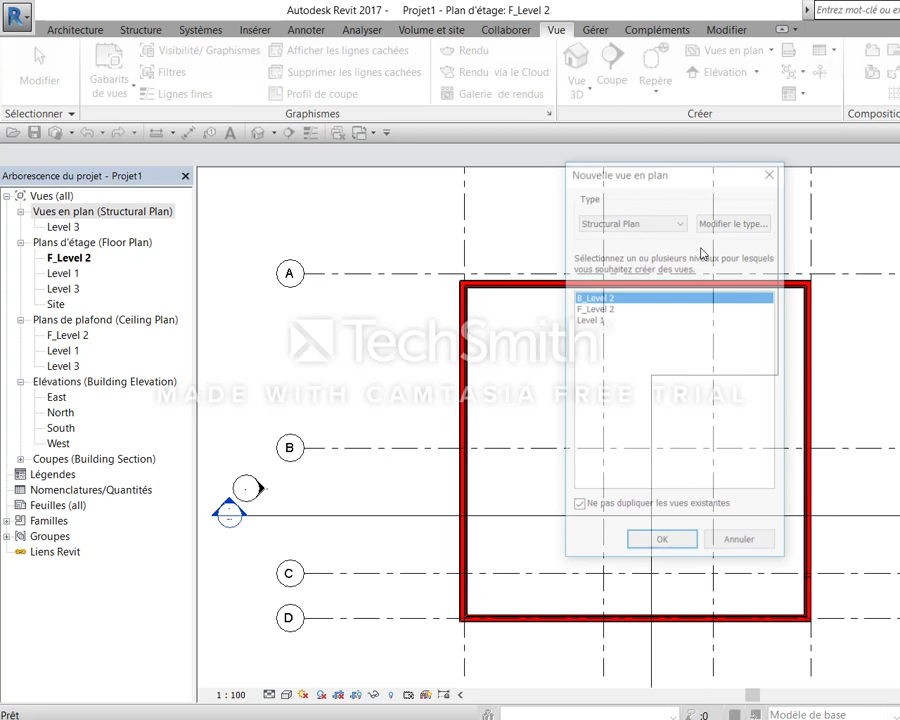 Autodesk Revit 2017 - Projet1 - Plan d'étage: F_Level 2
Entrez mot-clé ou ex
Architecture Structure Systèmes Insérer Annoter Analyser Volume et site Collaborer Vue Gérer Compléments Modifier
Modifier
Gabarits de vues
Visibilité/ Graphismes
Filtres
Lignes fines
Afficher les lignes cachées
Supprimer les lignes cachées
Profil de coupe
Rendu
Rendu via le Cloud
Galerie de rendus
Vue 3D
Coupe
Repère
Vues en plan
Elévation
Sélectionner Graphismes Créer Compositio
Arborescence du projet - Projet1
Vues (all)
Vues en plan (Structural Plan)
Level 3
Plans d'étage (Floor Plan)
F_Level 2
Level 1
Level 3
Site
Plans de plafond (Ceiling Plan)
F_Level 2
Level 1
Level 3
Elévations (Building Elevation)
East
North
South
West
Coupes (Building Section)
Légendes
Nomenclatures/Quantités
Feuilles (all)
Familles
Groupes
Liens Revit
A
B
C
D
Nouvelle vue en plan
Type
Structural Plan
Modifier le type...
Sélectionnez un ou plusieurs niveaux pour lesquels
vous souhaitez créer des vues.
B_Level 2
F_Level 2
Level 1
Ne pas dupliquer les vues existantes
OK Annuler
TechSmith
MADE WITH CAMTASIA FREE TRIAL
1 : 100
Prêt
:0
Modèle de base